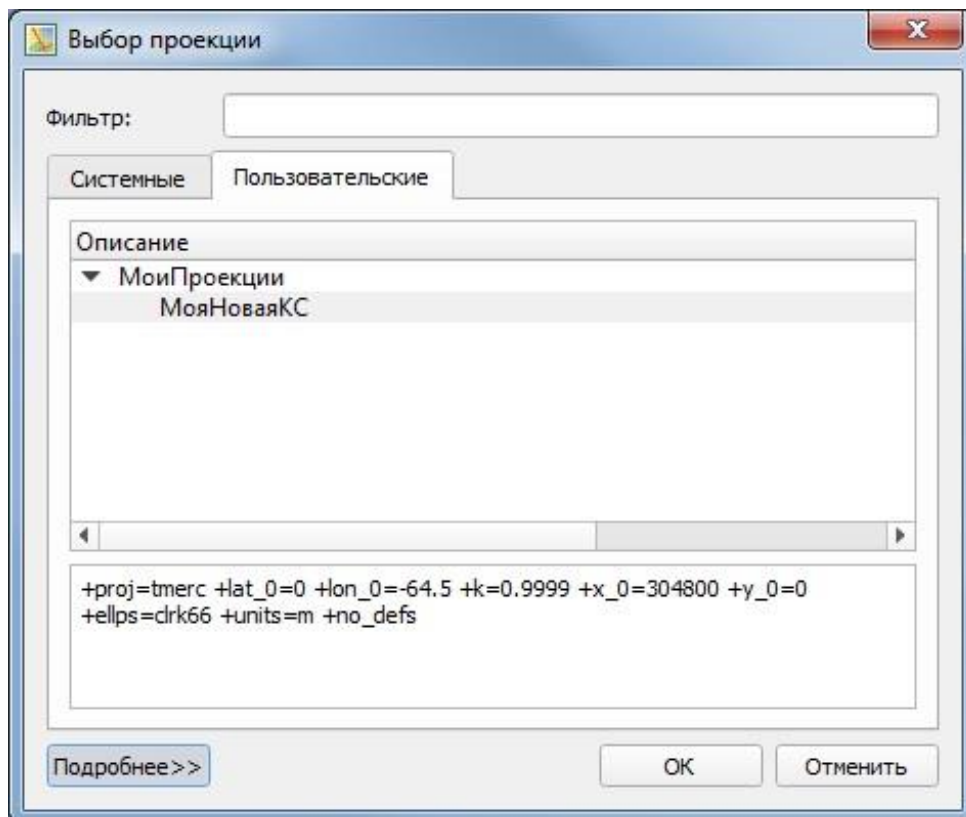 Выбор проекции
Фильтр:
Системные Пользовательские
Описание
МоиПроекции
МояНоваяКС
+proj=tmerc +lat_0=0 +lon_0=-64.5 +k=0.9999 +x_0=304800 +y_0=0
+ellps=clrk66 +units=m +no_defs
Подробнее>> ОК Отменить